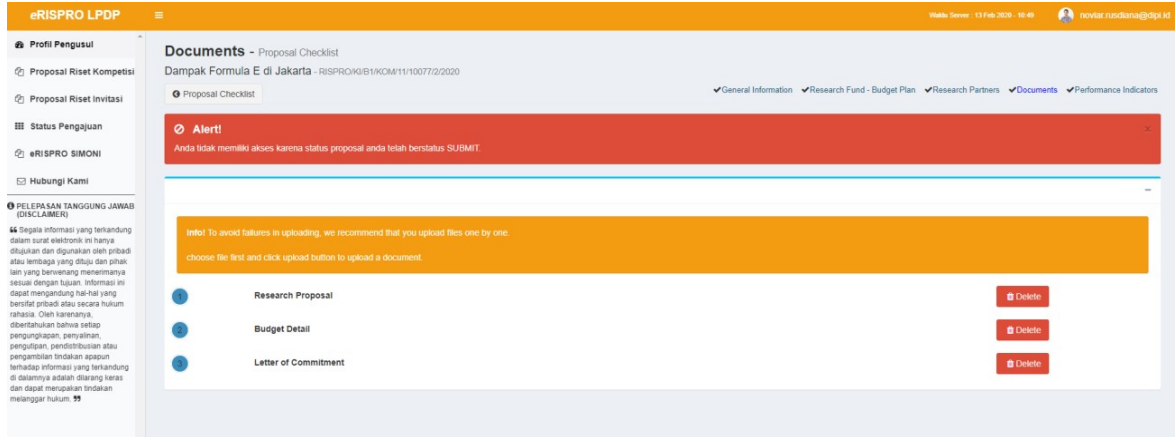 eRISPRO LPDP
Waktu Server : 13 Feb 2020 - 10:49
noviar.rusdiana@dipi.id
Profil Pengusul
Proposal Riset Kompetisi
Proposal Riset Invitasi
Status Pengajuan
eRISPRO SIMONI
Hubungi Kami
PELEPASAN TANGGUNG JAWAB
(DISCLAIMER)
Segala informasi yang terkandung
dalam surat elektronik ini hanya
ditujukan dan digunakan oleh pribadi
atau lembaga yang dituju dan pihak
lain yang berwenang menerimanya
sesuai dengan tujuan. Informasi ini
dapat mengandung hal-hal yang
bersifat pribadi atau secara hukum
rahasia. Oleh karenanya,
diberitahukan bahwa setiap
pengungkapan, penyalinan,
pengutipan, pendistribusian atau
pengambilan tindakan apapun
terhadap informasi yang terkandung
di dalamnya adalah dilarang keras
dan dapat merupakan tindakan
melanggar hukum.
Documents - Proposal Checklist
Dampak Formula E di Jakarta - RISPRO/KI/B1/KOM/11/10077/2/2020
Proposal Checklist
✔General Information ✔Research Fund - Budget Plan ✔Research Partners ✔Documents ✔Performance Indicators
Alert!
Anda tidak memiliki akses karena status proposal anda telah berstatus SUBMIT.
Info! To avoid failures in uploading, we recommend that you upload files one by one.
choose file first and click upload button to upload a document.
1 Research Proposal Delete
2 Budget Detail Delete
3 Letter of Commitment Delete